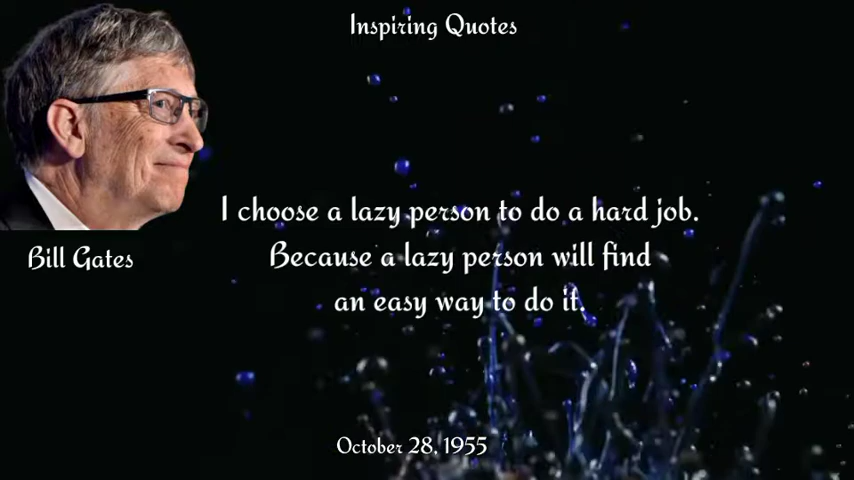 Inspiring Quotes
I choose a lazy person to do a hard job.
Because a lazy person will find
an easy way to do it.
Bill Gates
October 28, 1955